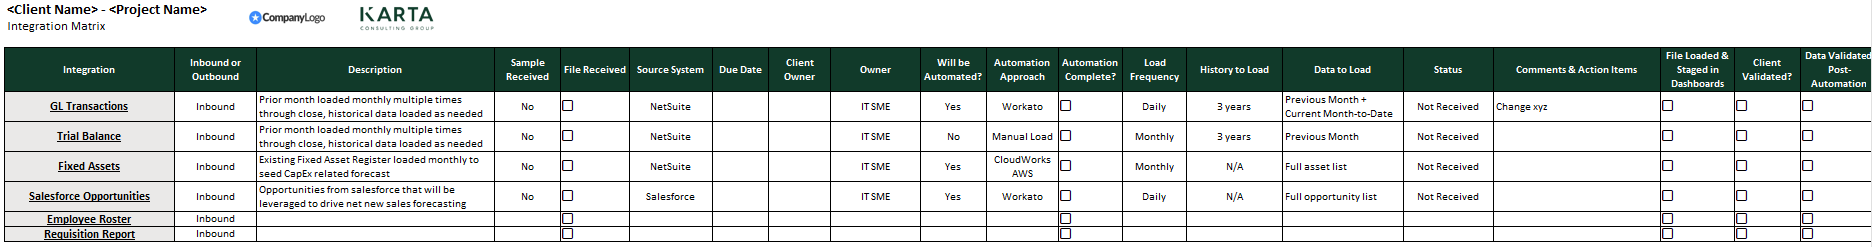 <Client Name> - <Project Name>
Integration Matrix
CompanyLogo
KARTA
CONSULTING GROUP
Integration
Inbound or
Outbound
Description
Sample
Received
File Received
Source System
Due Date
Client
Owner
Owner
Will be
Automated?
Automation
Approach
Automation
Complete?
Load
Frequency
History to Load
Data to Load
Status
Comments & Action Items
File Loaded &
Staged in
Dashboards
Client
Validated?
Data Validated
Post-
Automation
GL Transactions
Inbound
Prior month loaded monthly multiple times
through close, historical data loaded as needed
No
NetSuite
IT SME
Yes
Workato
Daily
3 years
Previous Month +
Current Month-to-Date
Not Received
Change xyz
Trial Balance
Inbound
Prior month loaded monthly multiple times
through close, historical data loaded as needed
No
NetSuite
IT SME
No
Manual Load
Monthly
3 years
Previous Month
Not Received
Fixed Assets
Inbound
Existing Fixed Asset Register loaded monthly to
seed CapEx related forecast
No
NetSuite
IT SME
Yes
CloudWorks
AWS
Monthly
N/A
Full asset list
Not Received
Salesforce Opportunities
Inbound
Opportunities from salesforce that will be
leveraged to drive net new sales forecasting
No
Salesforce
IT SME
Yes
Workato
Daily
N/A
Full opportunity list
Not Received
Employee Roster
Inbound
Requisition Report
Inbound